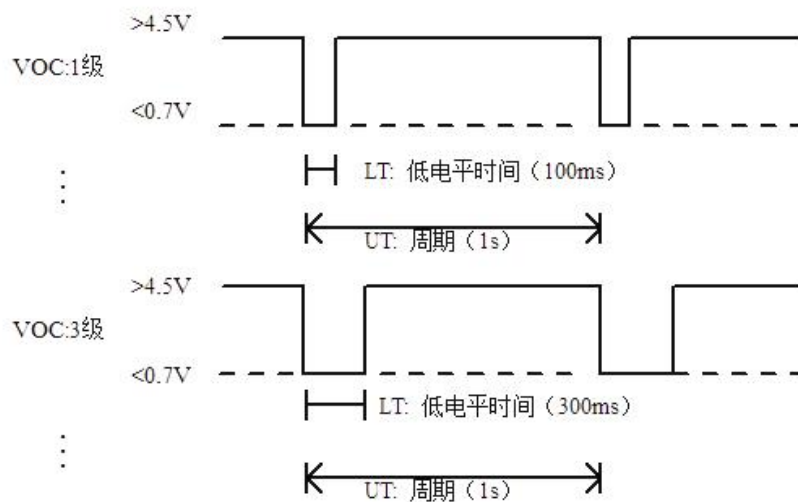 >4.5V
VOC:1级
<0.7V
LT: 低电平时间（100ms）
UT: 周期（1s）
>4.5V
VOC:3级
<0.7V
LT: 低电平时间（300ms）
UT: 周期（1s）